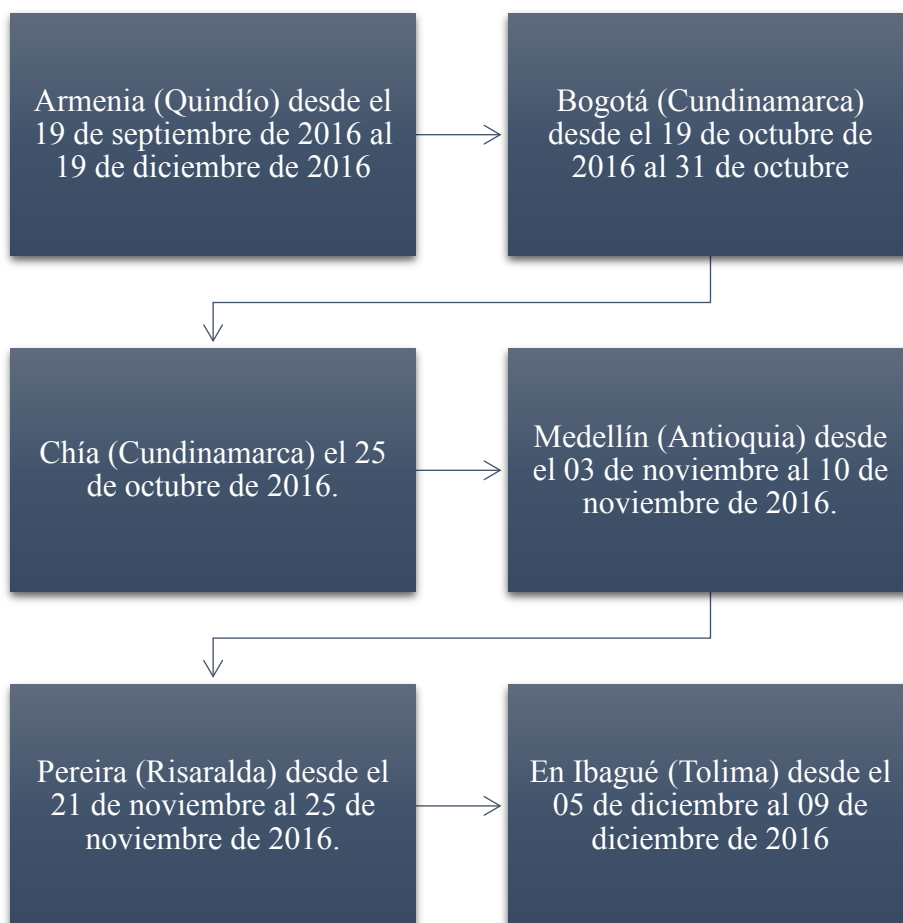 Armenia (Quindío) desde el
19 de septiembre de 2016 al
19 de diciembre de 2016
Bogotá (Cundinamarca)
desde el 19 de octubre de
2016 al 31 de octubre
Chía (Cundinamarca) el 25
de octubre de 2016.
Medellín (Antioquia) desde
el 03 de noviembre al 10 de
noviembre de 2016.
Pereira (Risaralda) desde el
21 de noviembre al 25 de
noviembre de 2016.
En Ibagué (Tolima) desde el
05 de diciembre al 09 de
diciembre de 2016